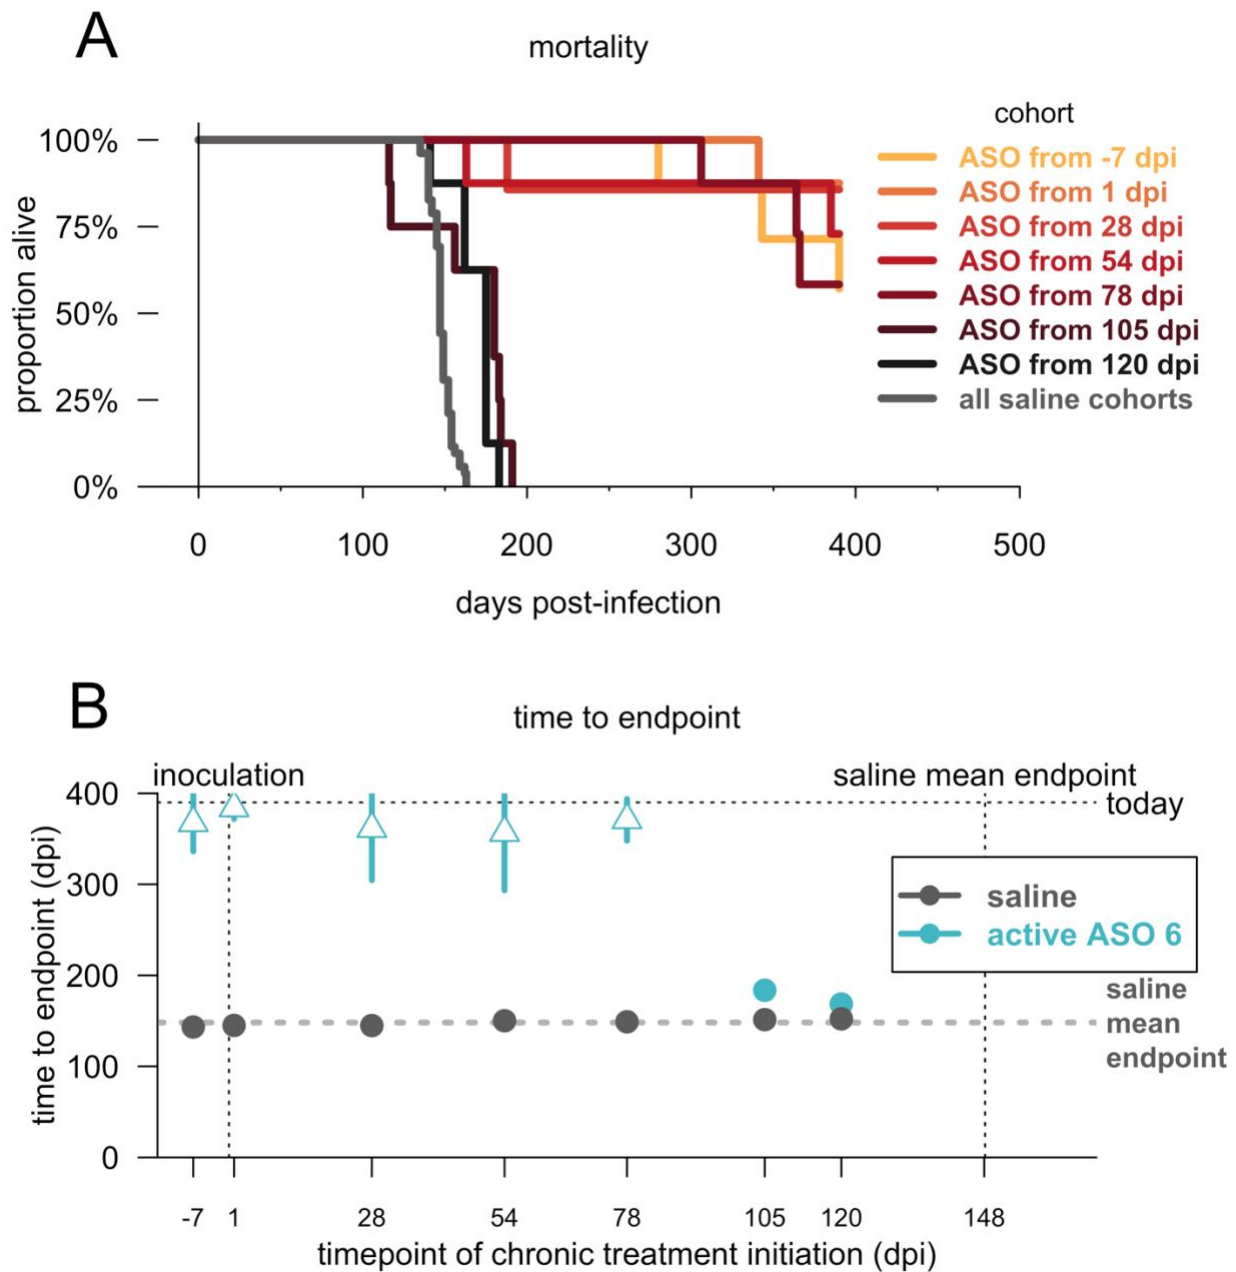 A
mortality
cohort
100%
75%
50%
25%
0%
proportion alive
ASO from -7 dpi
ASO from 1 dpi
ASO from 28 dpi
ASO from 54 dpi
ASO from 78 dpi
ASO from 105 dpi
ASO from 120 dpi
all saline cohorts
0 100 200 300 400 500
days post-infection
B
time to endpoint
inoculation
saline mean endpoint
today
400
300
200
100
0
time to endpoint (dpi)
saline
active ASO 6
saline
mean
endpoint
-7 1 28 54 78 105 120 148
timepoint of chronic treatment initiation (dpi)